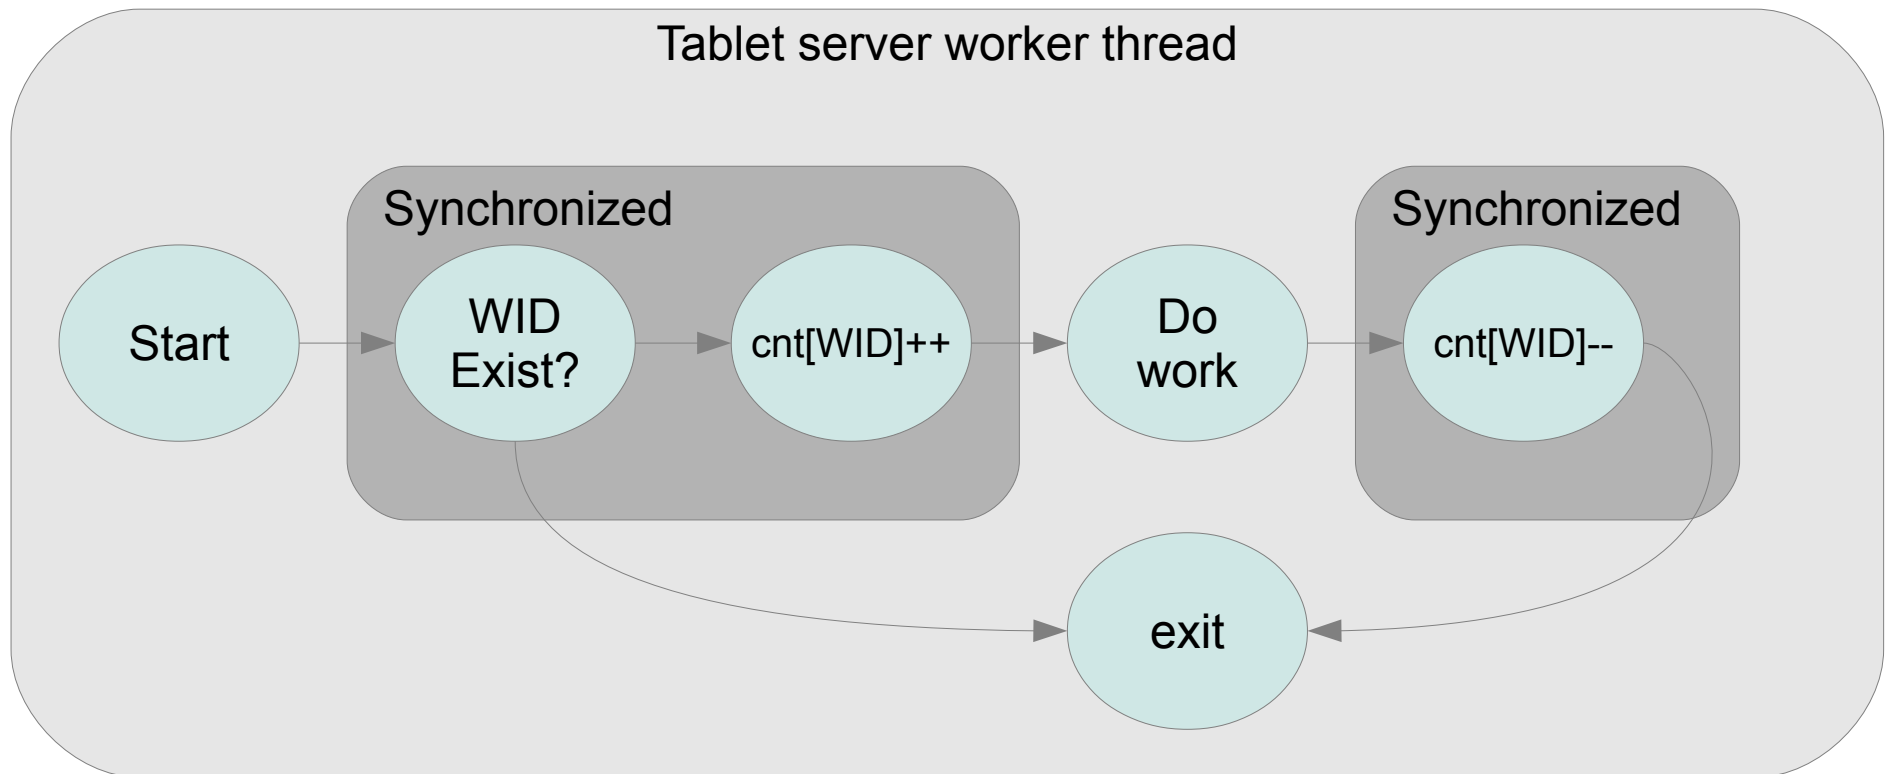 Tablet server worker thread
Synchronized
Synchronized
Start
WID
Exist?
cnt[WID]++
Do
work
cnt[WID]--
exit